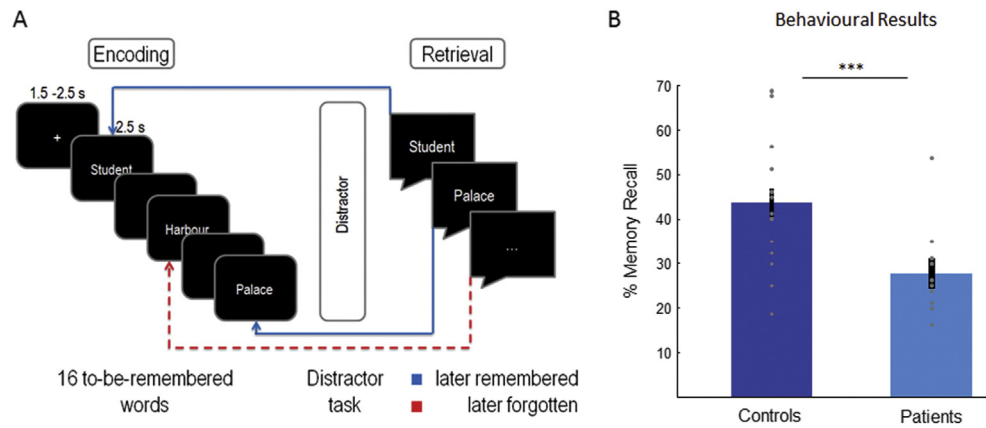 A
Encoding
Retrieval
1.5 -2.5 s
+
2.5 s
Student
Harbour
Palace
Distractor
Student
Palace
...
16 to-be-remembered
words
Distractor
task
later remembered
later forgotten
B
Behavioural Results
***
% Memory Recall
70
60
50
40
30
20
10
Controls
Patients